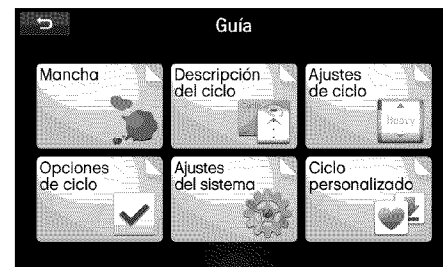 Guía
Mancha
Descripción
del ciclo
Ajustes
de ciclo
Heavy
Opciones
de ciclo
Ajustes
del sistema
Ciclo
personalizado